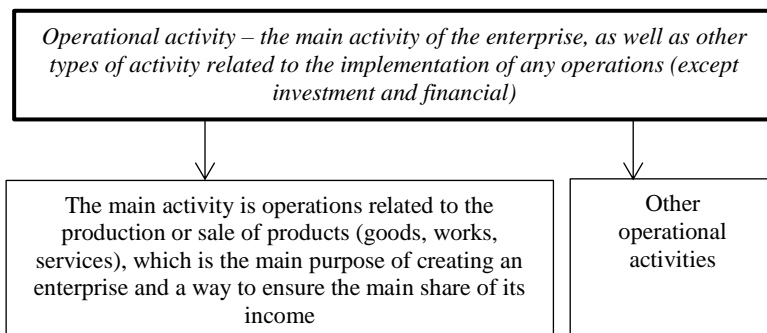 Operational activity – the main activity of the enterprise, as well as other
types of activity related to the implementation of any operations (except
investment and financial)
The main activity is operations related to the
production or sale of products (goods, works,
services), which is the main purpose of creating an
enterprise and a way to ensure the main share of its
income
Other
operational
activities